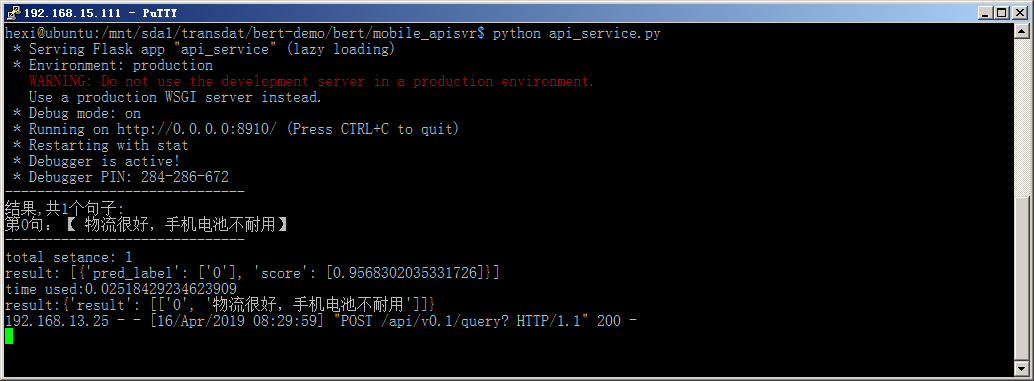 192.168.15.111 - PuTTY
hexi@ubuntu:/mnt/sda1/transdat/bert-demo/bert/mobile_apisvr$ python api_service.py
* Serving Flask app "api_service" (lazy loading)
* Environment: production
WARNING: Do not use the development server in a production environment.
Use a production WSGI server instead.
* Debug mode: on
* Running on http://0.0.0.0:8910/ (Press CTRL+C to quit)
* Restarting with stat
* Debugger is active!
* Debugger PIN: 284-286-672
------------------------------
结果,共1个句子:
第0句：【 物流很好，手机电池不耐用】
------------------------------
total setance: 1
result: [{'pred_label': ['0'], 'score': [0.9568302035331726]}]
time used:0.02518429234623909
result:{'result': [['0', '物流很好，手机电池不耐用']]}
192.168.13.25 - - [16/Apr/2019 08:29:59] "POST /api/v0.1/query? HTTP/1.1" 200 -